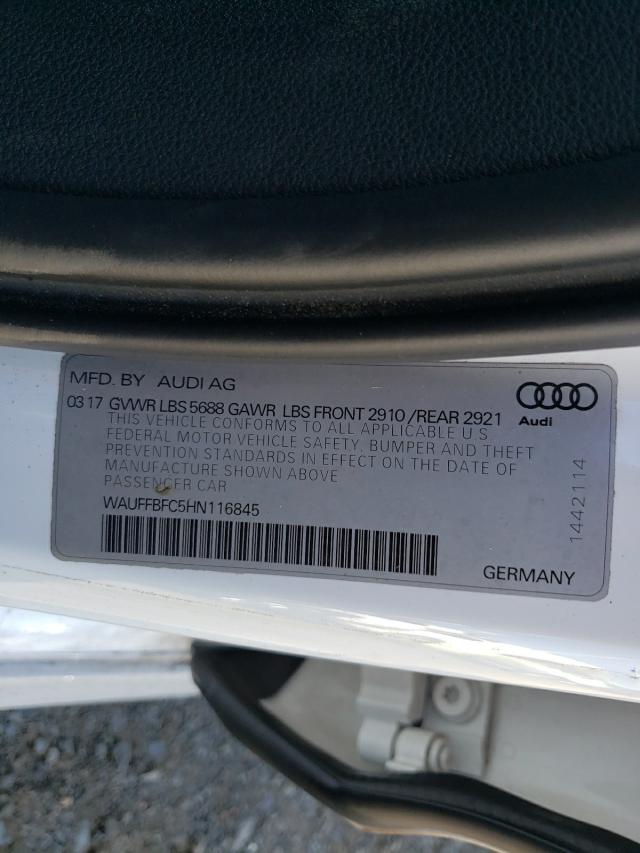 MFD. BY AUDI AG
03 17 GVWR LBS 5688 GAWR LBS FRONT 2910 /REAR 2921
THIS VEHICLE CONFORMS TO ALL APPLICABLE U S
FEDERAL MOTOR VEHICLE SAFETY, BUMPER AND THEFT
PREVENTION STANDARDS IN EFFECT ON THE DATE OF
MANUFACTURE SHOWN ABOVE
PASSENGER CAR
WAUFFBFC5HN116845
Audi
1442114
GERMANY